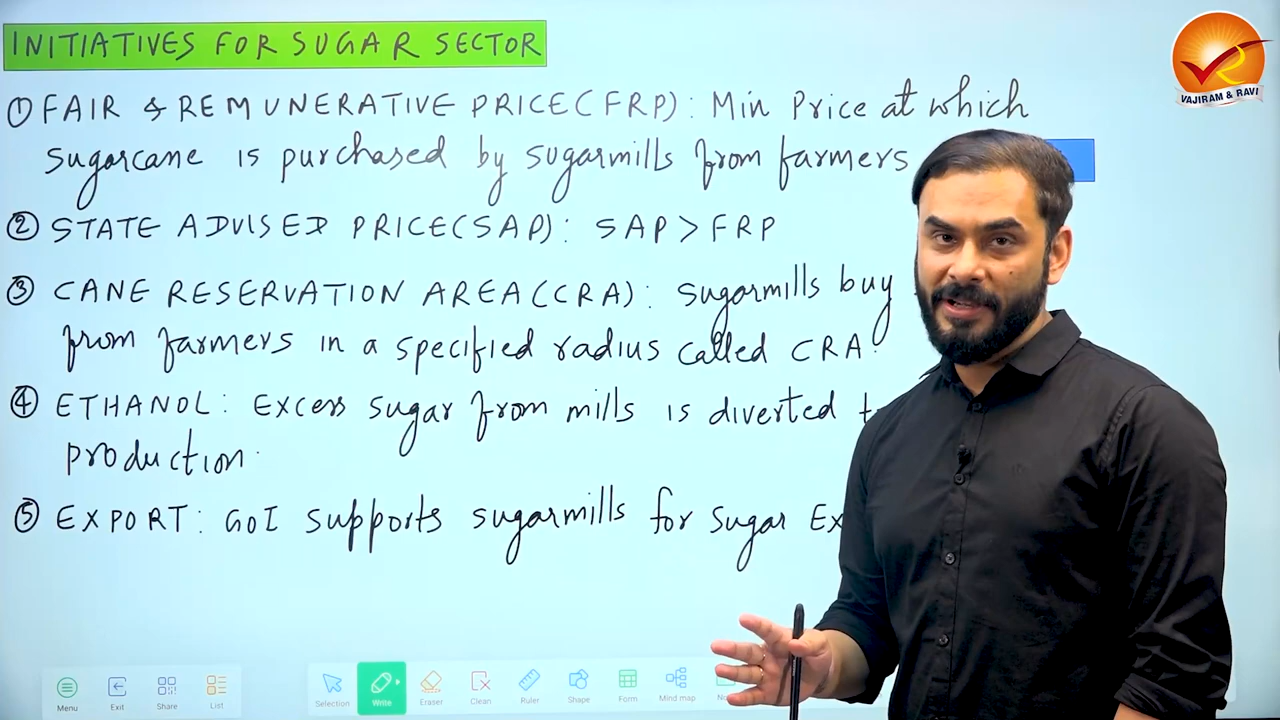 INITIATIVES FOR SUGAR SECTOR
① FAIR & REMUNERATIVE PRICE(FRP): Min Price at which
sugarcane is purchased by sugarmills from farmers
② STATE ADVISED PRICE(SAP): SAP > FRP
③ CANE RESERVATION AREA(CRA): Sugarmills buy
from farmers in a specified radius called CRA.
④ ETHANOL: Excess sugar from mills is diverted
production.
⑤ EXPORT: GOI supports sugarmills for sugar
VAJIRAM & RAVI
Menu Exit Share List Selection Write Eraser Clean Ruler Shape Form Mind map